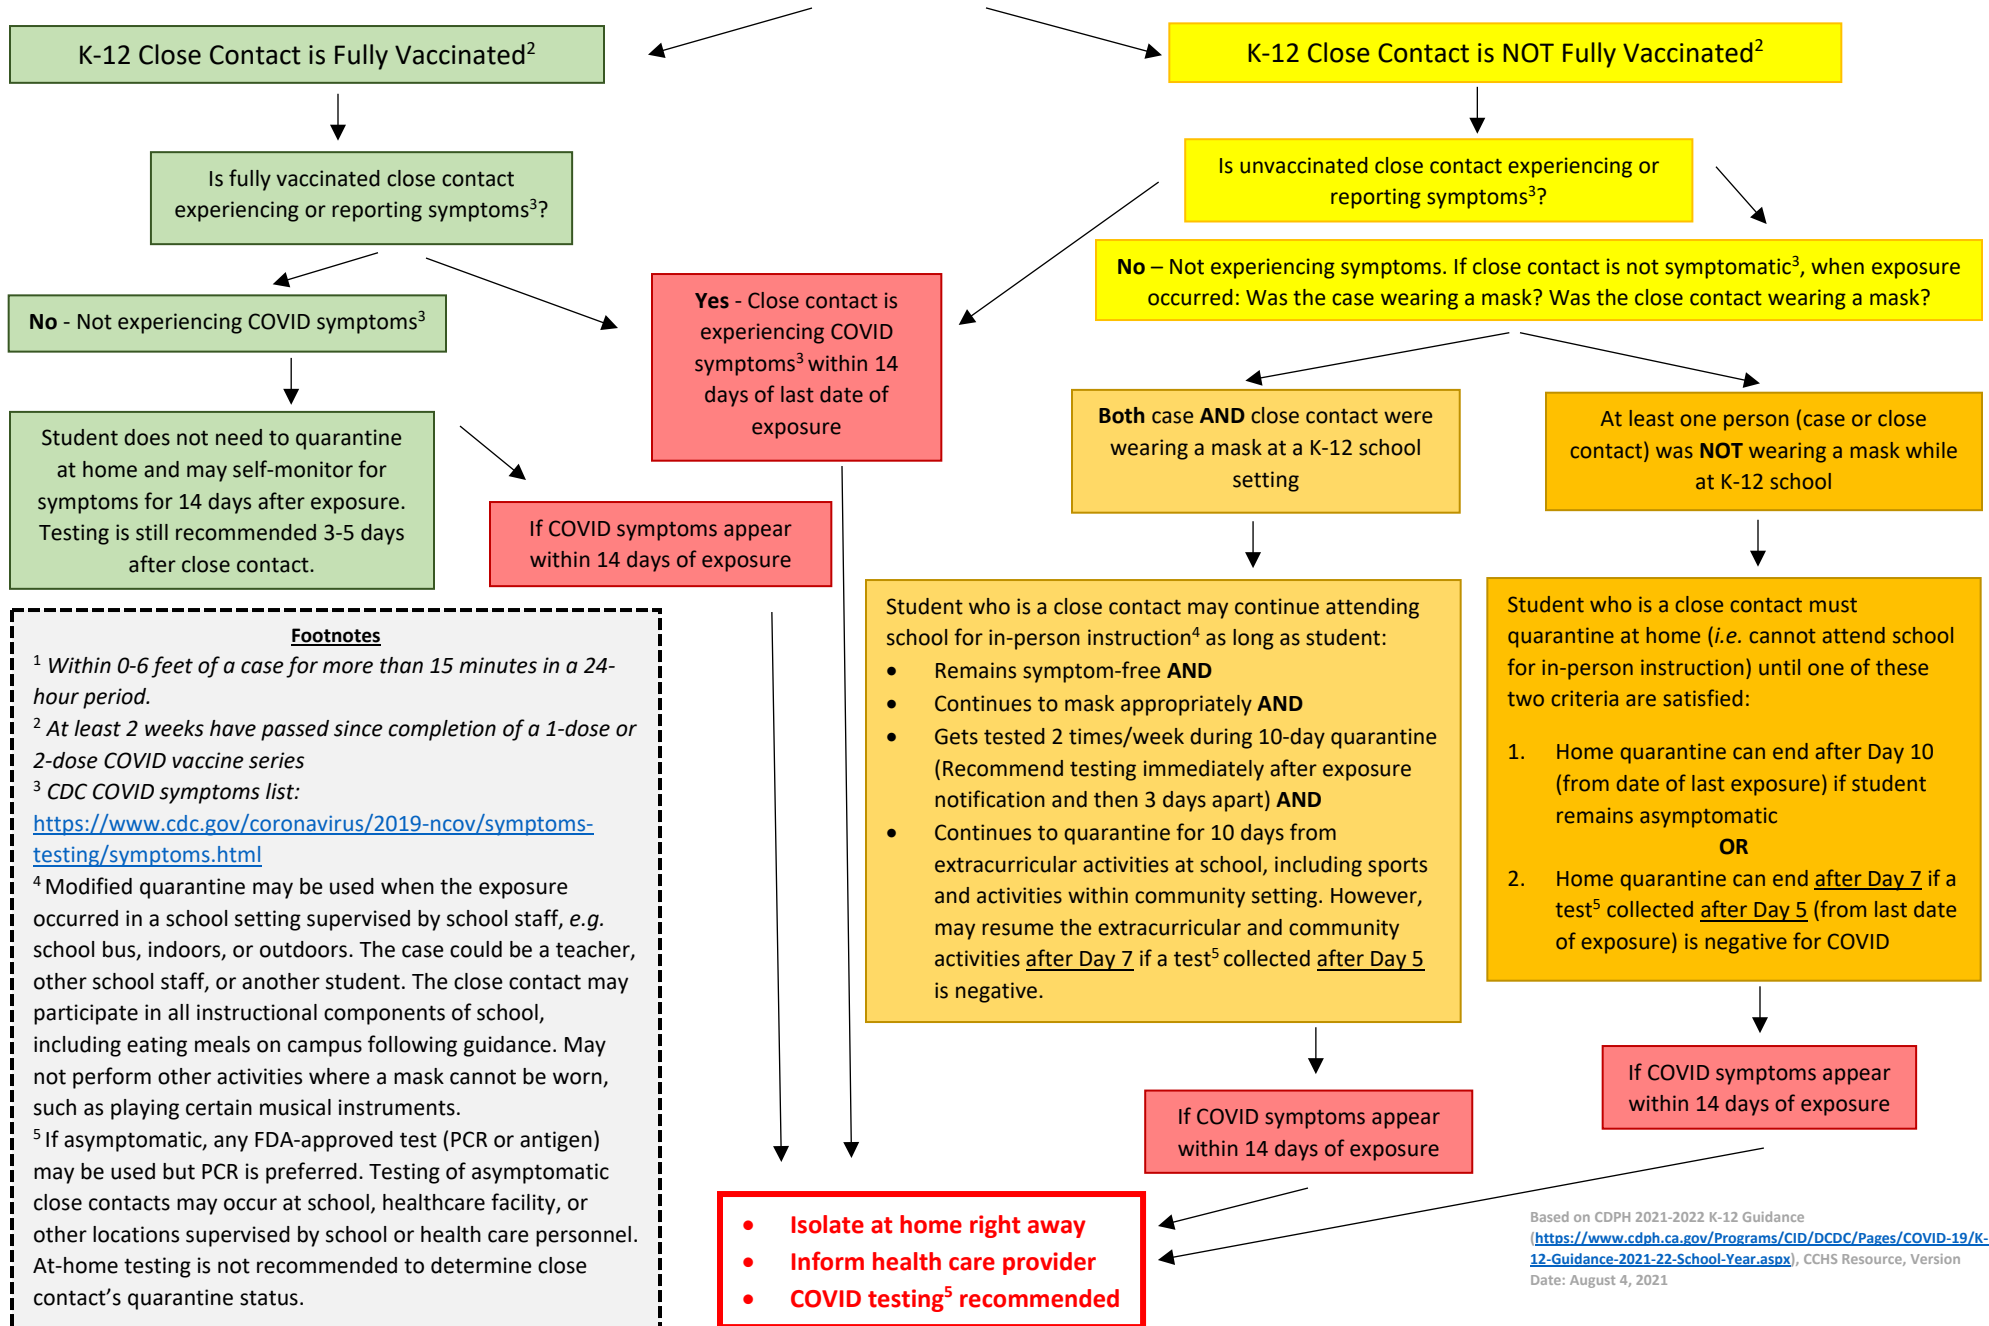 K-12 Close Contact is Fully Vaccinated²
K-12 Close Contact is NOT Fully Vaccinated²
Is fully vaccinated close contact
experiencing or reporting symptoms³?
Is unvaccinated close contact experiencing or
reporting symptoms³?
No - Not experiencing COVID symptoms³
Yes - Close contact is
experiencing COVID
symptoms³ within 14
days of last date of
exposure
No – Not experiencing symptoms. If close contact is not symptomatic³, when exposure
occurred: Was the case wearing a mask? Was the close contact wearing a mask?
Student does not need to quarantine
at home and may self-monitor for
symptoms for 14 days after exposure.
Testing is still recommended 3-5 days
after close contact.
If COVID symptoms appear
within 14 days of exposure
Both case AND close contact were
wearing a mask at a K-12 school
setting
At least one person (case or close
contact) was NOT wearing a mask while
at K-12 school
Student who is a close contact may continue attending
school for in-person instruction⁴ as long as student:
• Remains symptom-free AND
• Continues to mask appropriately AND
• Gets tested 2 times/week during 10-day quarantine
(Recommend testing immediately after exposure
notification and then 3 days apart) AND
• Continues to quarantine for 10 days from
extracurricular activities at school, including sports
and activities within community setting. However,
may resume the extracurricular and community
activities after Day 7 if a test⁵ collected after Day 5
is negative.
Student who is a close contact must
quarantine at home (i.e. cannot attend school
for in-person instruction) until one of these
two criteria are satisfied:
1. Home quarantine can end after Day 10
(from date of last exposure) if student
remains asymptomatic
OR
2. Home quarantine can end after Day 7 if a
test⁵ collected after Day 5 (from last date
of exposure) is negative for COVID
If COVID symptoms appear
within 14 days of exposure
If COVID symptoms appear
within 14 days of exposure
Footnotes
¹ Within 0-6 feet of a case for more than 15 minutes in a 24-
hour period.
² At least 2 weeks have passed since completion of a 1-dose or
2-dose COVID vaccine series
³ CDC COVID symptoms list:
https://www.cdc.gov/coronavirus/2019-ncov/symptoms-
testing/symptoms.html
⁴ Modified quarantine may be used when the exposure
occurred in a school setting supervised by school staff, e.g.
school bus, indoors, or outdoors. The case could be a teacher,
other school staff, or another student. The close contact may
participate in all instructional components of school,
including eating meals on campus following guidance. May
not perform other activities where a mask cannot be worn,
such as playing certain musical instruments.
⁵ If asymptomatic, any FDA-approved test (PCR or antigen)
may be used but PCR is preferred. Testing of asymptomatic
close contacts may occur at school, healthcare facility, or
other locations supervised by school or health care personnel.
At-home testing is not recommended to determine close
contact's quarantine status.
• Isolate at home right away
• Inform health care provider
• COVID testing⁵ recommended
Based on CDPH 2021-2022 K-12 Guidance
(https://www.cdph.ca.gov/Programs/CID/DCDC/Pages/COVID-19/K-
12-Guidance-2021-22-School-Year.aspx), CCHS Resource, Version
Date: August 4, 2021